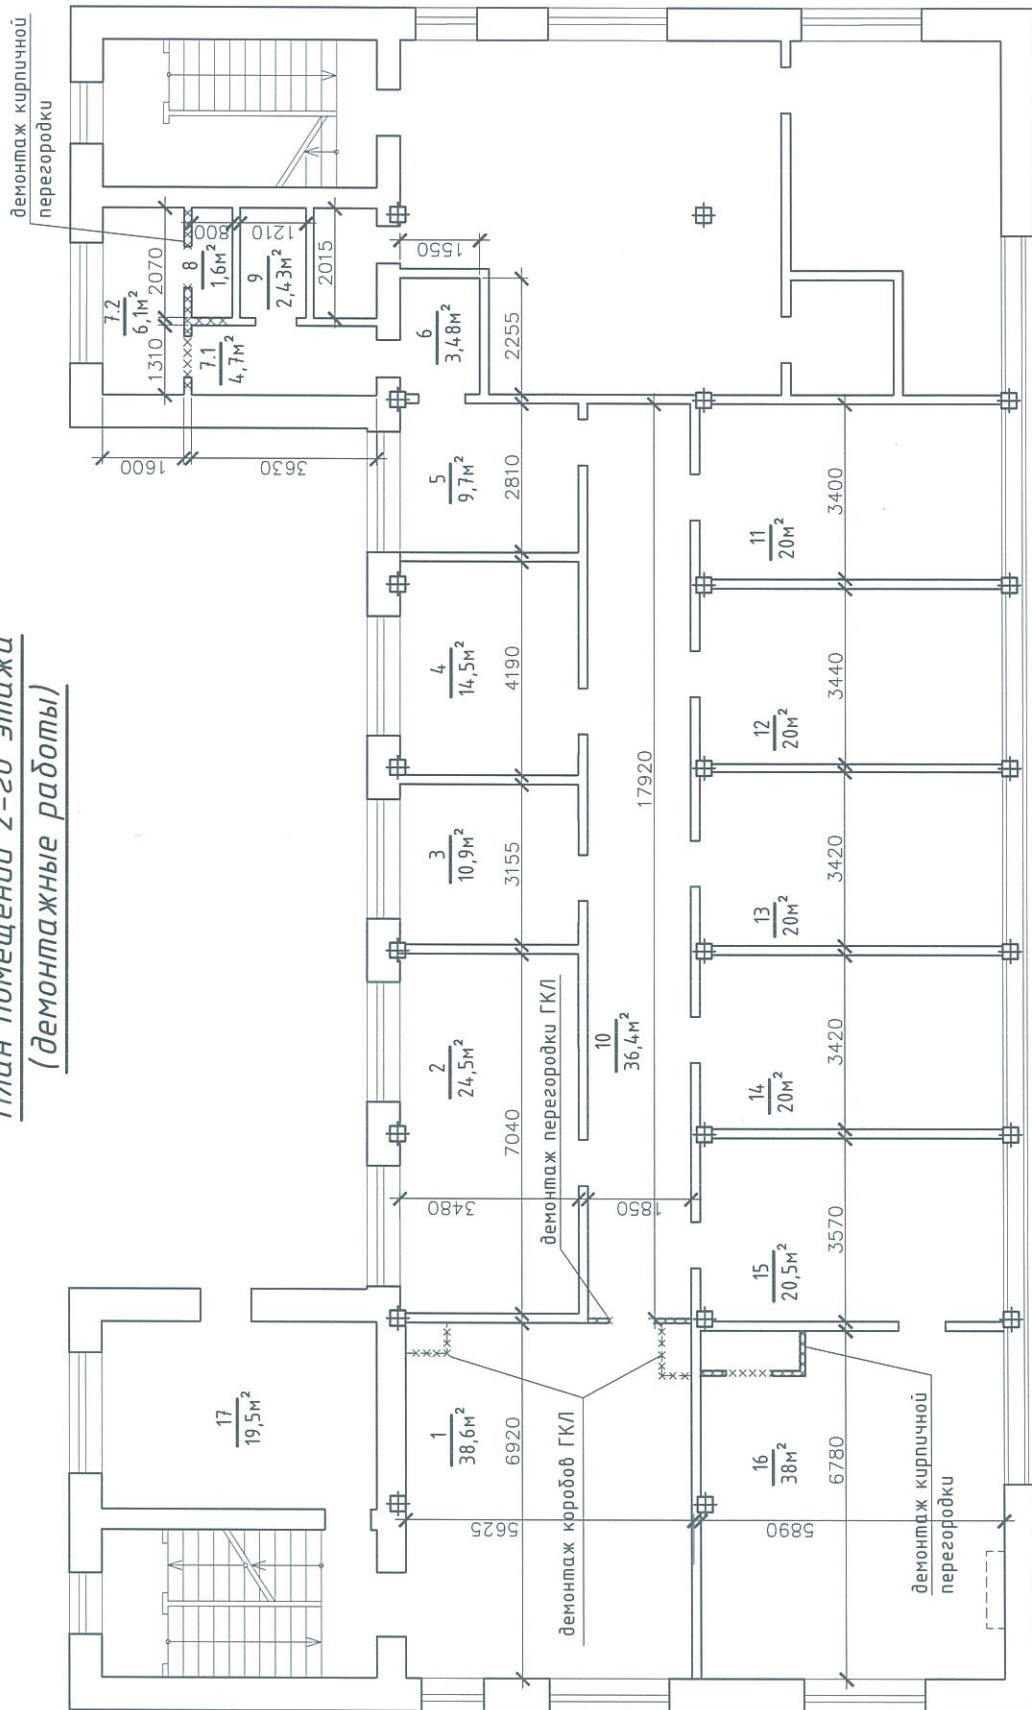 План помещений 2-го этажа
(демонтажные работы)
демонтаж кирпичной
перегородки
17
19,5м²
1
38,6м²
6920
5625
демонтаж коробов ГКЛ
2
24,5м²
7040
3480
1850
демонтаж перегородки ГКЛ
3
10,9м²
3155
4
14,5м²
4190
5
9,7м²
2810
6
3,48м²
2255
1550
7.1
4,7м²
7.2
6,1м²
1310
2070
1600
3630
8
1,6м²
800
9
2,43м²
1210
2015
10
36,4м²
17920
11
20м²
3400
12
20м²
3440
13
20м²
3420
14
20м²
3420
15
20,5м²
3570
16
38м²
6780
5890
демонтаж кирпичной
перегородки